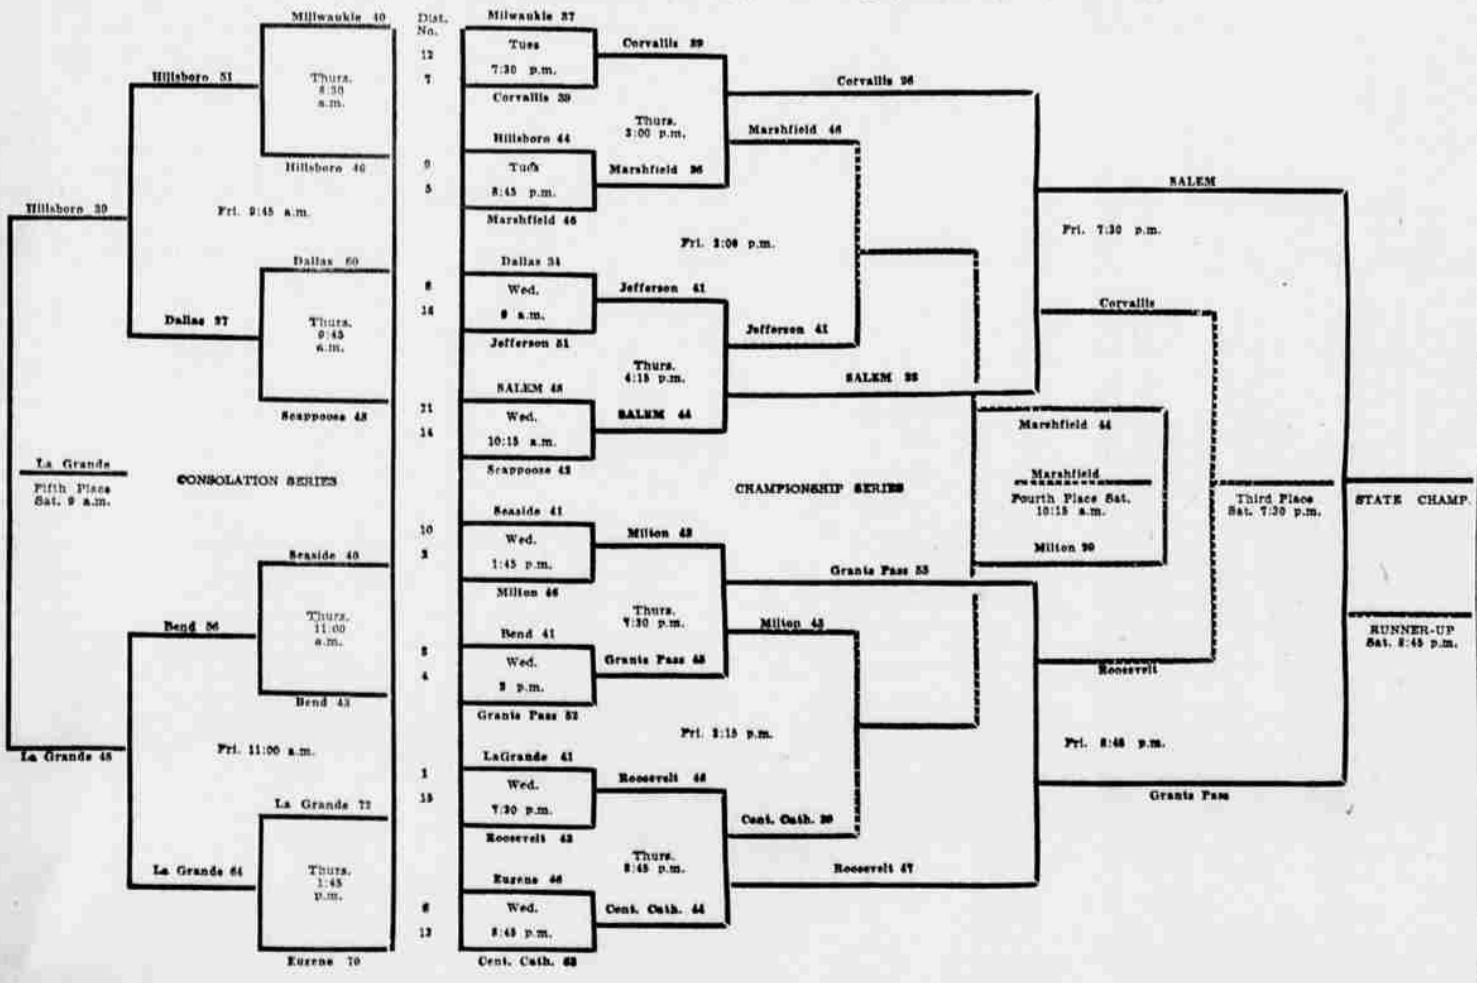 Milwaukie 40
Thurs.
8:30
a.m.
Hillsboro 46
Hillsboro 51
Fri. 9:45 a.m.
Dallas 60
Thurs.
9:45
a.m.
Scappoose 48
Dallas 37
Hillsboro 39
La Grande
Fifth Place
Sat. 9 a.m.
CONSOLATION SERIES
Seaside 40
Thurs.
11:00
a.m.
Bend 43
Bend 56
Fri. 11:00 a.m.
La Grande 48
La Grande 72
Thurs.
1:45
p.m.
Eugene 70
La Grande 64
Dist.
No.
12
7
9
5
21
14
10
4
1
15
13
Milwaukie 37
Tues
7:30 p.m.
Corvallis 39
Hillsboro 44
Tues
8:45 p.m.
Marshfield 46
Dallas 34
Wed.
9 a.m.
Jefferson 51
SALEM 48
Wed.
10:15 a.m.
Scappoose 42
Seaside 41
Wed.
1:45 p.m.
Milton 46
Bend 41
Wed.
3 p.m.
Grants Pass 52
LaGrande 41
Wed.
7:30 p.m.
Roosevelt 43
Eugene 46
Wed.
8:45 p.m.
Cent. Cath.
Corvallis 39
Thurs.
3:00 p.m.
Marshfield 36
Jefferson 41
Thurs.
4:15 p.m.
SALEM 44
Milton 43
Thurs.
7:30 p.m.
Grants Pass 45
Roosevelt 46
Thurs.
8:45 p.m.
Cent. Cath. 44
Corvallis 36
Marshfield 46
Fri. p.m.
Jefferson 41
SALEM 38
CHAMPIONSHIP SERIES
Grants Pass 53
Milton 45
Fri. 3:15 p.m.
Cent. Cath. 39
Roosevelt 47
SALEM
Fri. 7:30 p.m.
Corvallis
Marshfield 44
Marshfield
Fourth Place Sat.
10:15 a.m.
Milton 39
Third Place
Sat. 7:30 p.m.
Roosevelt
Fri. 8:45 p.m.
Grants Pass
STATE CHAMP.
RUNNER-UP
Sat. 8:45 p.m.